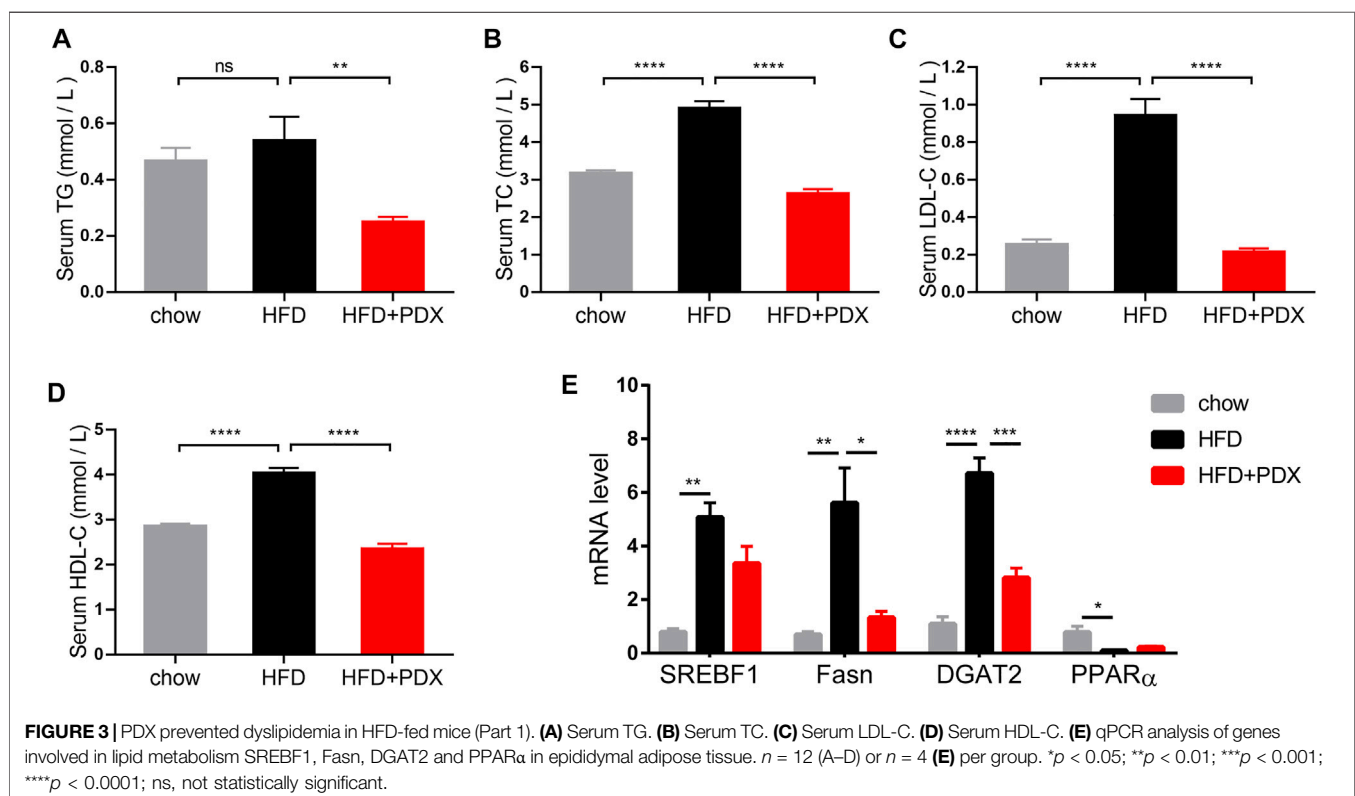 A
B
C
ns
**
****
****
****
****
0.8
0.6
0.4
0.2
0.0
Serum TG (mmol / L)
chow
HFD
HFD+PDX
6
5
4
3
2
1
0
Serum TC (mmol / L )
chow
HFD
HFD+PDX
1.2
1.0
0.8
0.6
0.4
0.2
0.0
Serum LDL-C (mmol / L)
chow
HFD
HFD+PDX
D
****
****
5
4
3
2
1
0
Serum HDL-C (mmol / L)
chow
HFD
HFD+PDX
E
10
8
6
4
2
0
mRNA level
**
**
*
****
***
*
SREBF1
Fasn
DGAT2
PPARα
chow
HFD
HFD+PDX
FIGURE 3 | PDX prevented dyslipidemia in HFD-fed mice (Part 1). (A) Serum TG. (B) Serum TC. (C) Serum LDL-C. (D) Serum HDL-C. (E) qPCR analysis of genes
involved in lipid metabolism SREBF1, Fasn, DGAT2 and PPARα in epididymal adipose tissue. n = 12 (A–D) or n = 4 (E) per group. *p < 0.05; **p < 0.01; ***p < 0.001;
****p < 0.0001; ns, not statistically significant.